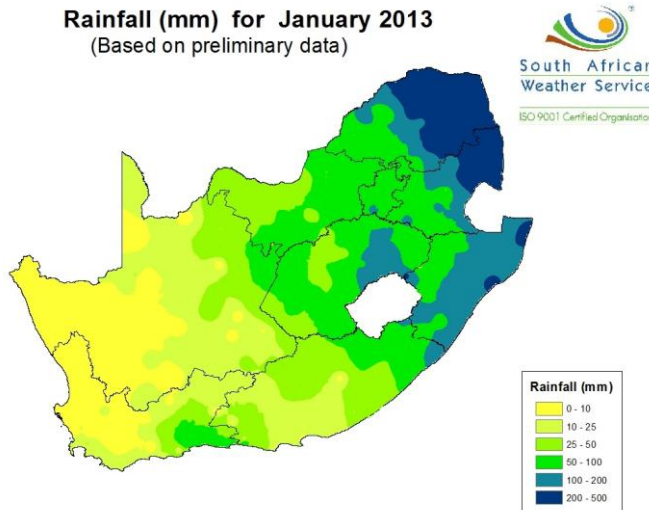 Rainfall (mm) for January 2013
(Based on preliminary data)
South African
Weather Service
ISO 9001 Certified Organisation
Rainfall (mm)
0 - 10
10 - 25
25 - 50
50 - 100
100 - 200
200 - 500